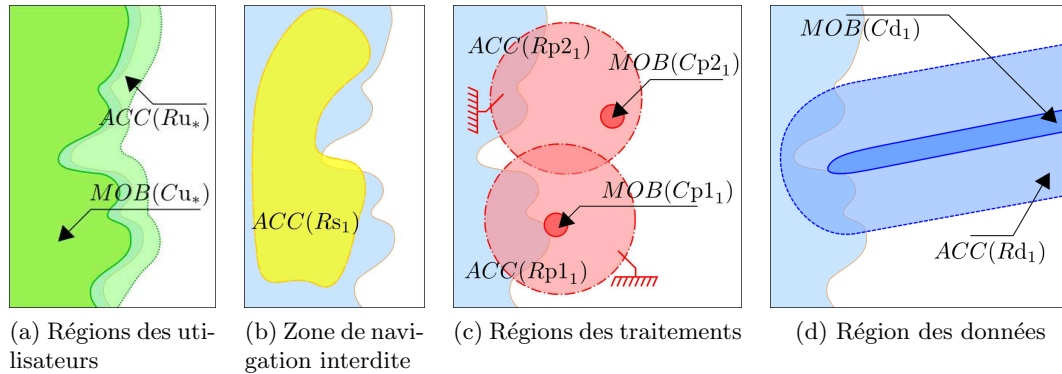 ACC(Ru*)
MOB(Cu*)
(a) Régions des uti-
lisateurs
ACC(Rs₁)
(b) Zone de navi-
gation interdite
ACC(Rp2₁)
MOB(Cp2₁)
MOB(Cp1₁)
ACC(Rp1₁)
(c) Régions des traitements
MOB(Cd₁)
ACC(Rd₁)
(d) Région des données